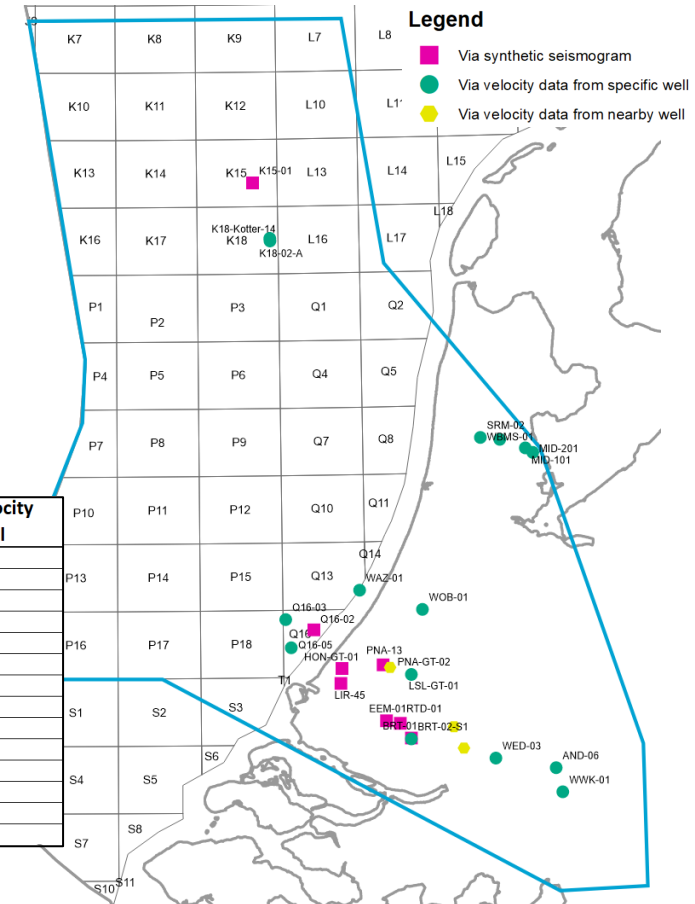 Legend
Via synthetic seismogram
Via velocity data from specific well
Via velocity data from nearby well
K7
K8
K9
L7
L8
K10
K11
K12
L10
K13
K14
K15
K15-01
L13
L14
L15
L18
K16
K17
K18-Kotter-14
K18
K18-02-A
L16
L17
P1
P2
P3
Q1
Q2
P4
P5
P6
Q4
Q5
P7
P8
P9
Q7
Q8
SRM-02
WBMS-01
MID-201
MID-101
ocity
l
P10
P11
P12
Q10
Q11
Q14
P13
P14
P15
Q13
WAZ-01
WOB-01
Q16-03
Q16-02
P16
P17
P18
Q16-05
HON-GT-01
PNA-13
PNA-GT-02
T1
LIR-45
LSL-GT-01
S1
S2
S3
EEM-01
RTD-01
BRT-01
BRT-02-S1
S6
WED-03
AND-06
S4
S5
WWK-01
S8
S7
S10
S11